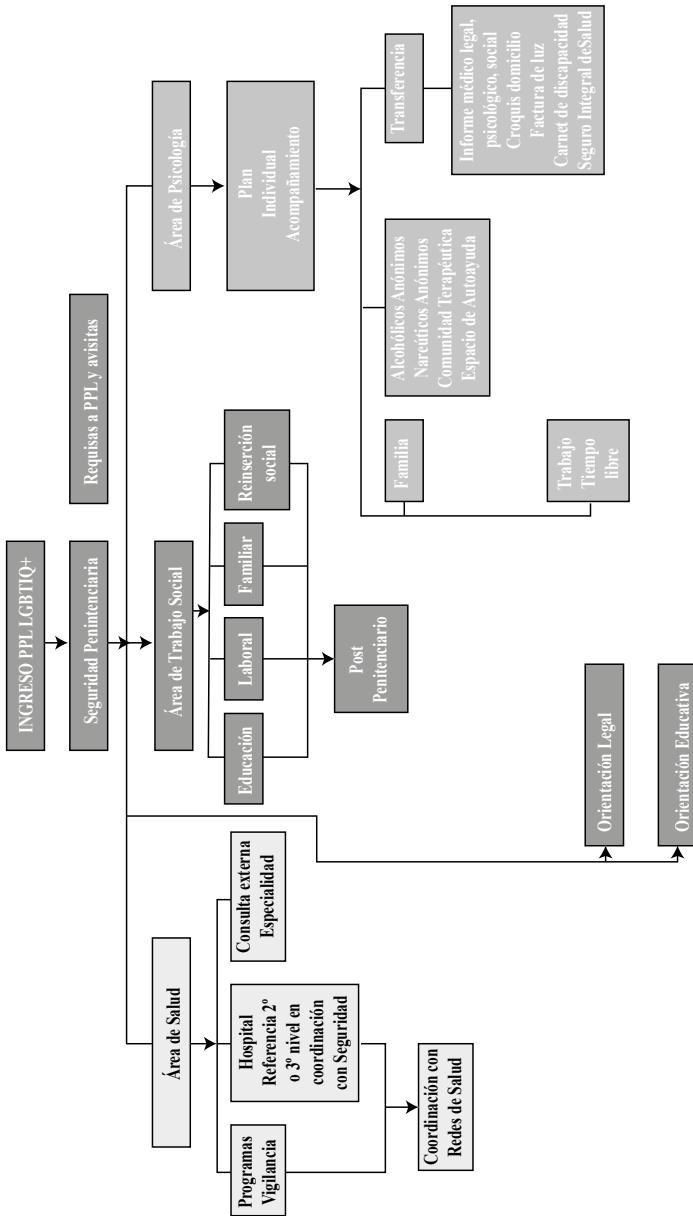 INGRESO PPL LGBTIQ+
Seguridad Penintenciaria
Requisas a PPL y avisitas
Área de Salud
Programas
Vigilancia
Hospital
Referencia 2º
o 3º nivel en
coordinación
con Seguridad
Consulta externa
Especialidad
Coordinación con
Redes de Salud
Área de Trabajo Social
Educación
Laboral
Familiar
Reinserción
social
Post
Penitenciario
Orientación Legal
Orientación Educativa
Área de Psicología
Plan
Individual
Acompañamiento
Familia
Trabajo
Tiempo
libre
Alcohólicos Anónimos
Nareúticos Anónimos
Comunidad Terapéutica
Espacio de Autoayuda
Transferencia
Informe médico legal,
psicológico, social
Croquis domicilio
Factura de luz
Carnet de discapacidad
Seguro Integral deSalud